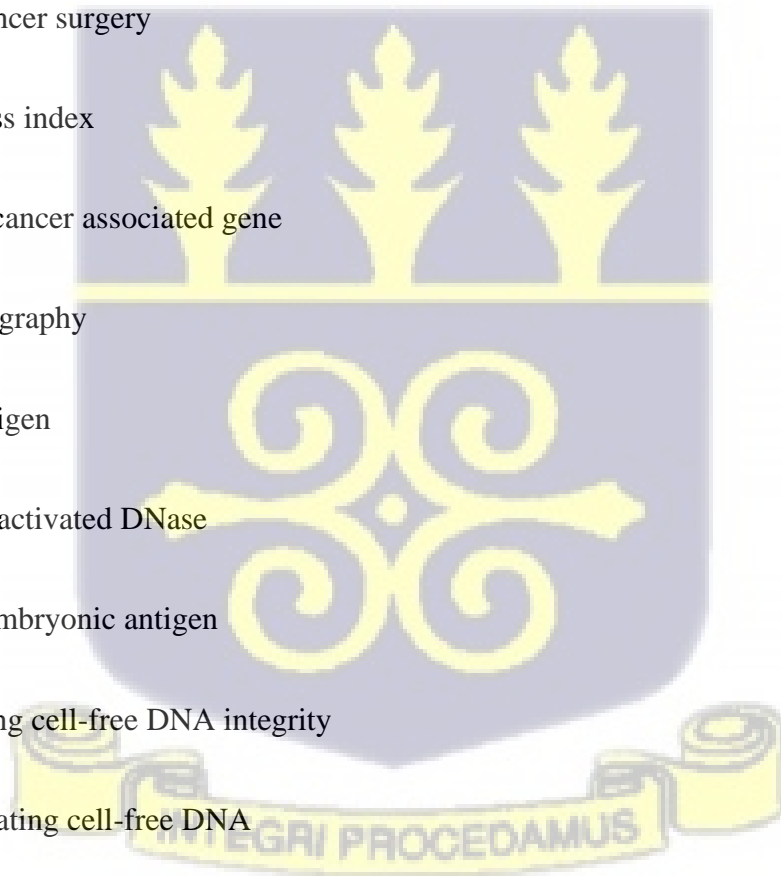 ncer surgery
ss index
cancer associated gene
graphy
igen
activated DNase
mbryonic antigen
ng cell-free DNA integrity
ating cell-free DNA
INTEGRI PROCEDAMUS